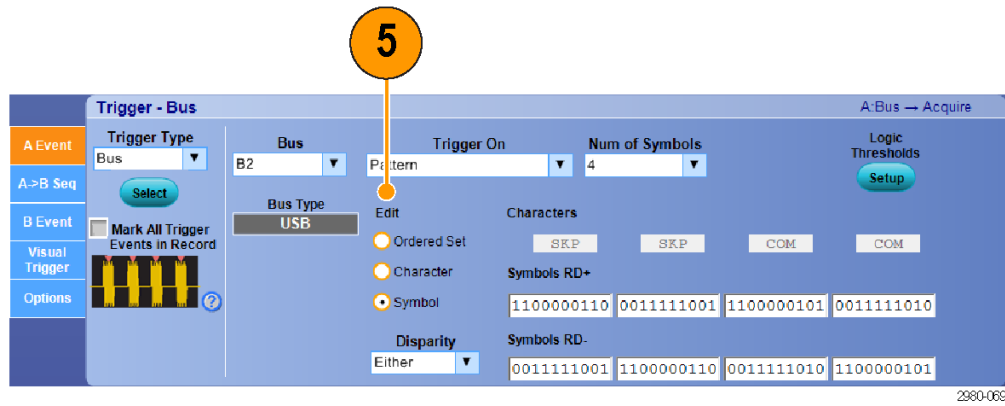 5
Trigger - Bus
A:Bus → Acquire
A Event
A->B Seq
B Event
Visual
Trigger
Options
Trigger Type
Bus
Select
Mark All Trigger
Events in Record
Bus
B2
Bus Type
USB
Trigger On
Pattern
Num of Symbols
4
Logic
Thresholds
Setup
Edit
Ordered Set
Character
Symbol
Disparity
Either
Characters
SKP SKP COM COM
Symbols RD+
1100000110 0011111001 1100000101 0011111010
Symbols RD-
0011111001 1100000110 0011111010 1100000101
2980-069